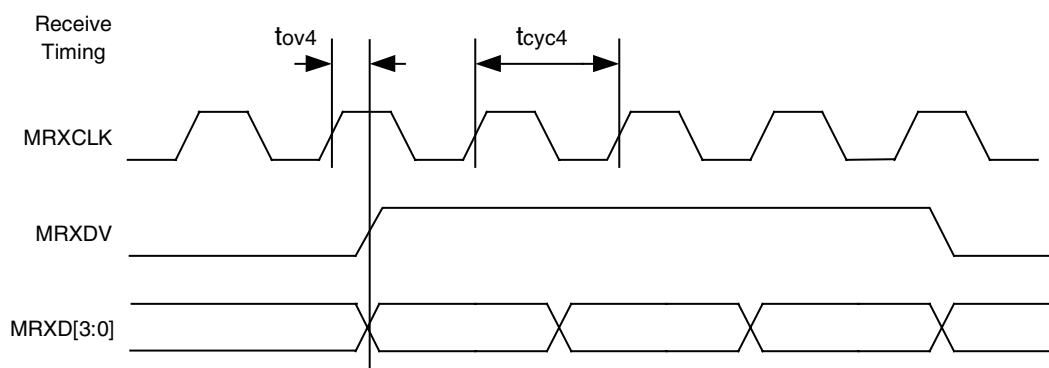 Receive
Timing
tov4
tcyc4
MRXCLK
MRXDV
MRXD[3:0]